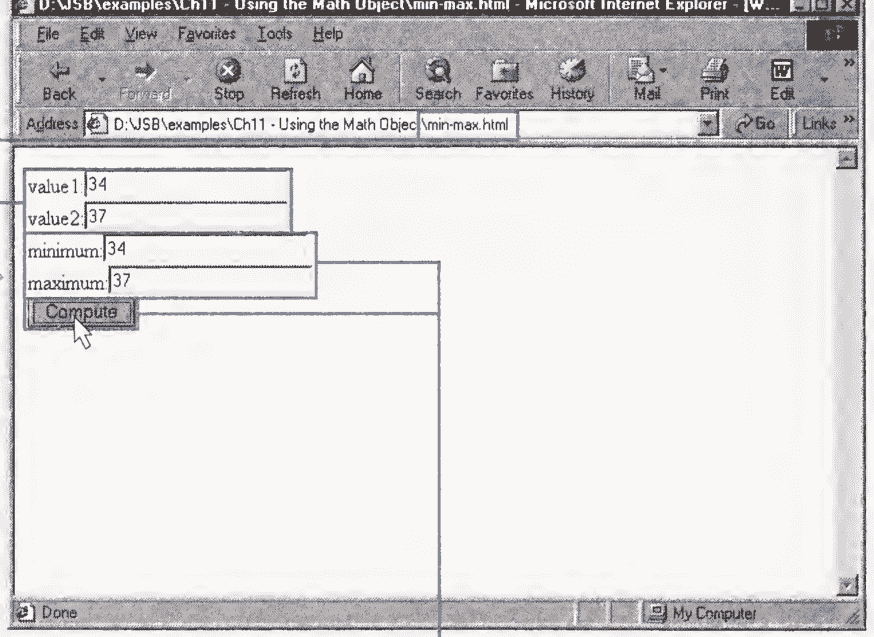 D:\JSB\examples\Ch11 - Using the Math Object\min-max.html - Microsoft Internet Explorer - [W...
File Edit View Favorites Tools Help
Back Forward Stop Refresh Home Search Favorites History Mail Print Edit
Address D:\JSB\examples\Ch11 - Using the Math Objec \min-max.html Go Links
value1: 34
value2: 37
minimum: 34
maximum: 37
Compute
Done My Computer